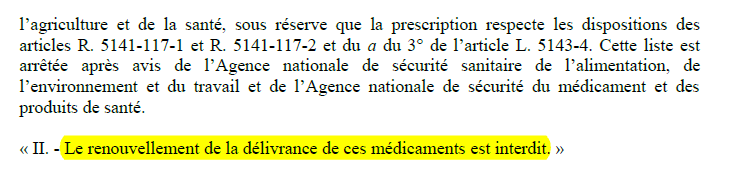 l’agriculture et de la santé, sous réserve que la prescription respecte les dispositions des
articles R. 5141-117-1 et R. 5141-117-2 et du a du 3° de l’article L. 5143-4. Cette liste est
arrêtée après avis de l’Agence nationale de sécurité sanitaire de l’alimentation, de
l’environnement et du travail et de l’Agence nationale de sécurité du médicament et des
produits de santé.
« II. - Le renouvellement de la délivrance de ces médicaments est interdit. »